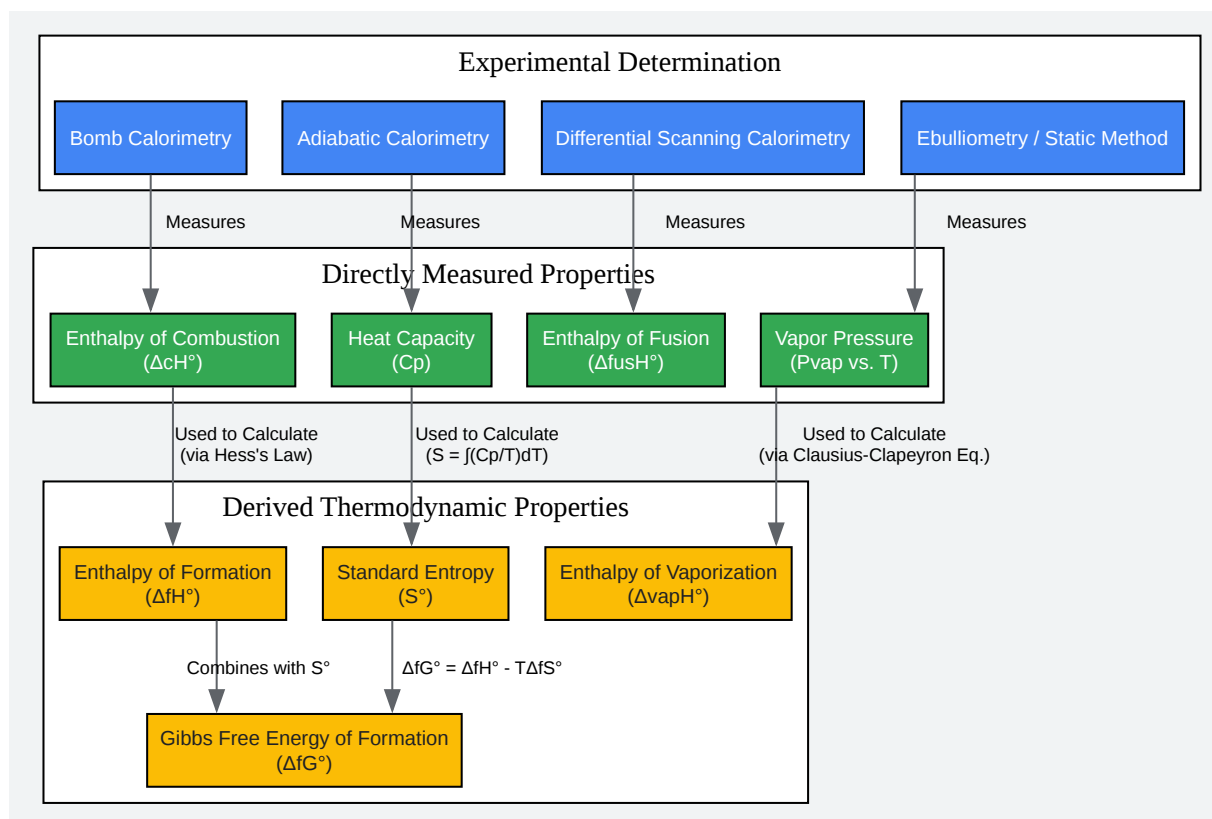 Experimental Determination
Bomb Calorimetry
Adiabatic Calorimetry
Differential Scanning Calorimetry
Ebulliometry / Static Method
Measures
Measures
Measures
Measures
Directly Measured Properties
Enthalpy of Combustion
(ΔcH°)
Heat Capacity
(Cp)
Enthalpy of Fusion
(ΔfusH°)
Vapor Pressure
(Pvap vs. T)
Used to Calculate
(via Hess's Law)
Used to Calculate
(S = ∫(Cp/T)dT)
Used to Calculate
(via Clausius-Clapeyron Eq.)
Derived Thermodynamic Properties
Enthalpy of Formation
(ΔfH°)
Standard Entropy
(S°)
Enthalpy of Vaporization
(ΔvapH°)
Combines with S°
ΔfG° = ΔfH° - TΔfS°
Gibbs Free Energy of Formation
(ΔfG°)